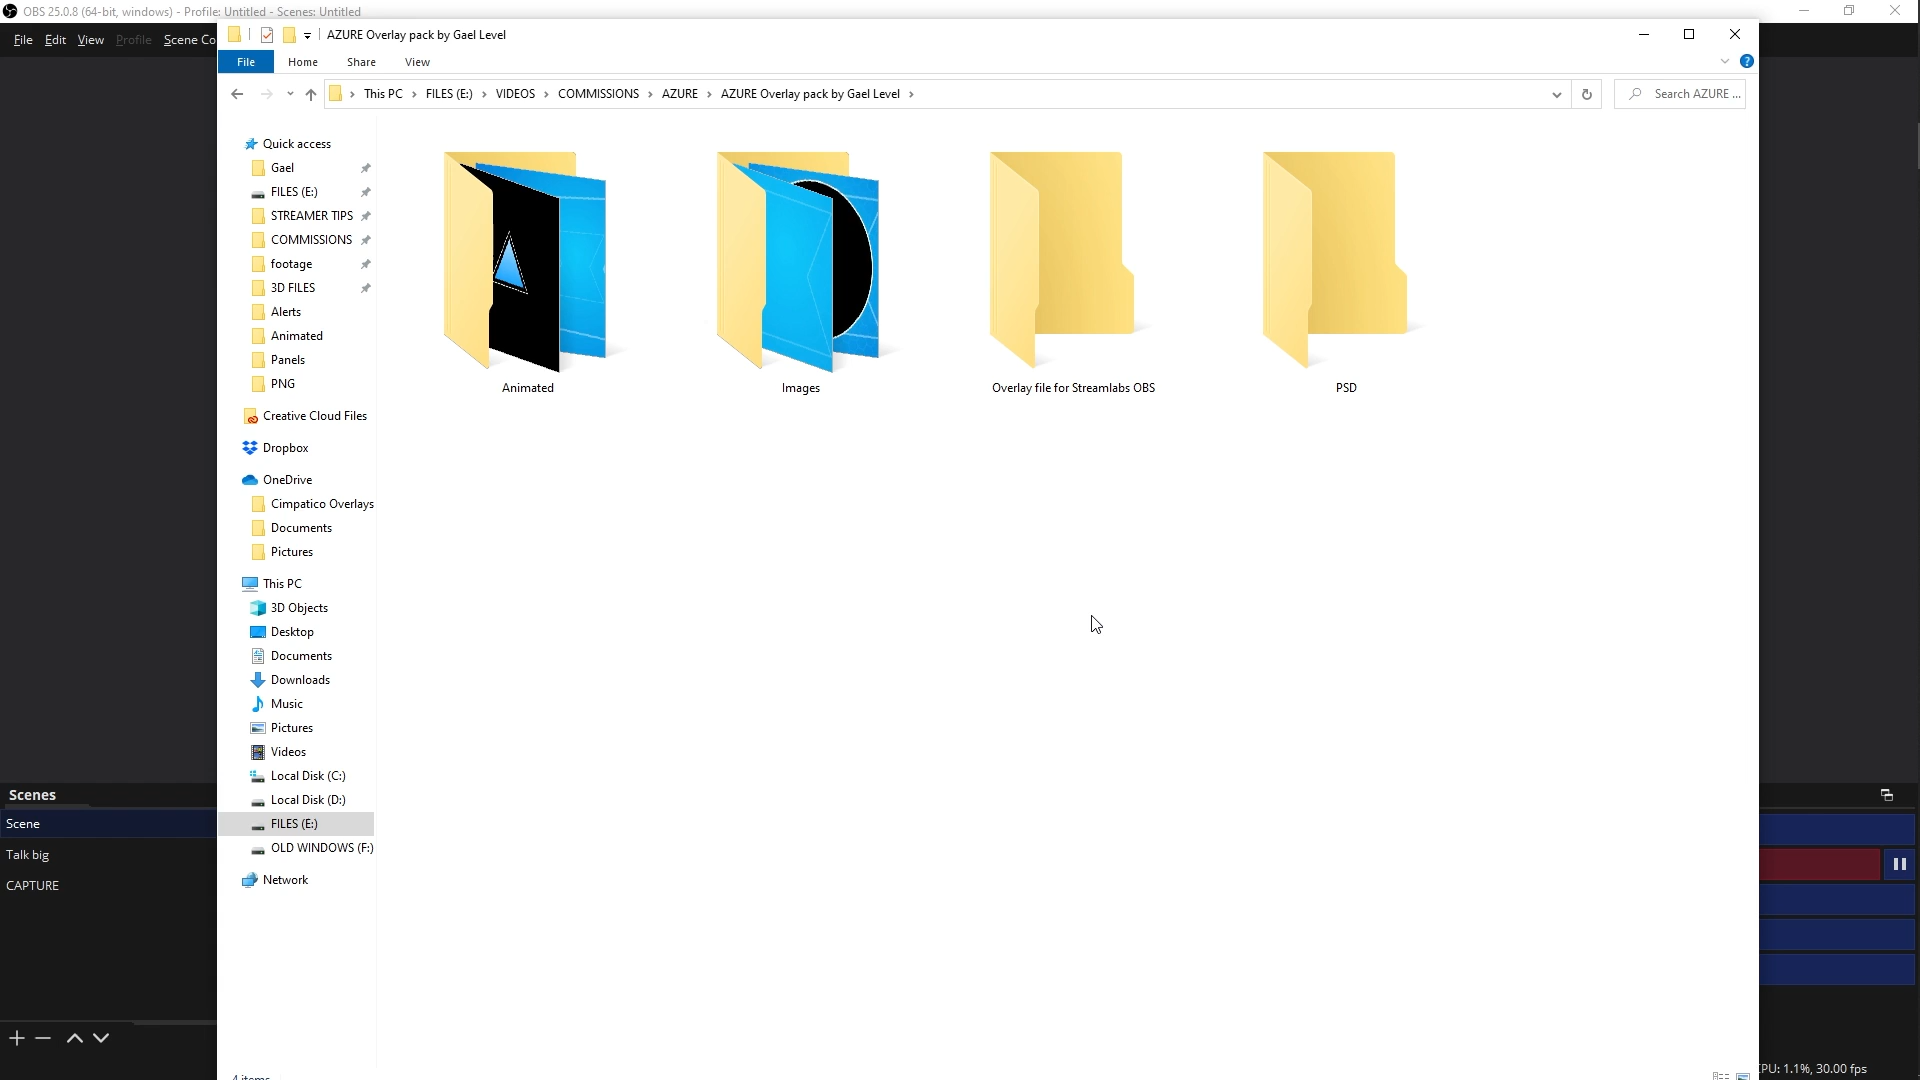 OBS 25.0.8 (64-bit, windows) - Profile: Untitled - Scenes: Untitled
File Edit View Profile Scene Co
AZURE Overlay pack by Gael Level
File Home Share View
This PC FILES (E:) VIDEOS COMMISSIONS AZURE AZURE Overlay pack by Gael Level
Search AZURE ...
Quick access
Gael
FILES (E:)
STREAMER TIPS
COMMISSIONS
footage
3D FILES
Alerts
Animated
Panels
PNG
Creative Cloud Files
Dropbox
OneDrive
Cimpatico Overlays
Documents
Pictures
This PC
3D Objects
Desktop
Documents
Downloads
Music
Pictures
Videos
Local Disk (C:)
Local Disk (D:)
FILES (E:)
OLD WINDOWS (F:)
Network
Animated
Images
Overlay file for Streamlabs OBS
PSD
4 items
Scenes
Scene
Talk big
CAPTURE
PU: 1.1%, 30.00 fps